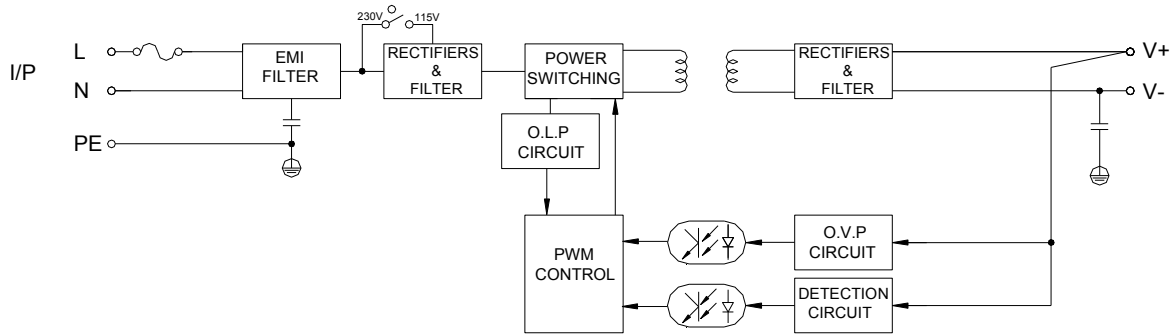 230V
115V
I/P
L
N
PE
EMI
FILTER
RECTIFIERS
&
FILTER
POWER
SWITCHING
RECTIFIERS
&
FILTER
V+
V-
O.L.P
CIRCUIT
PWM
CONTROL
O.V.P
CIRCUIT
DETECTION
CIRCUIT